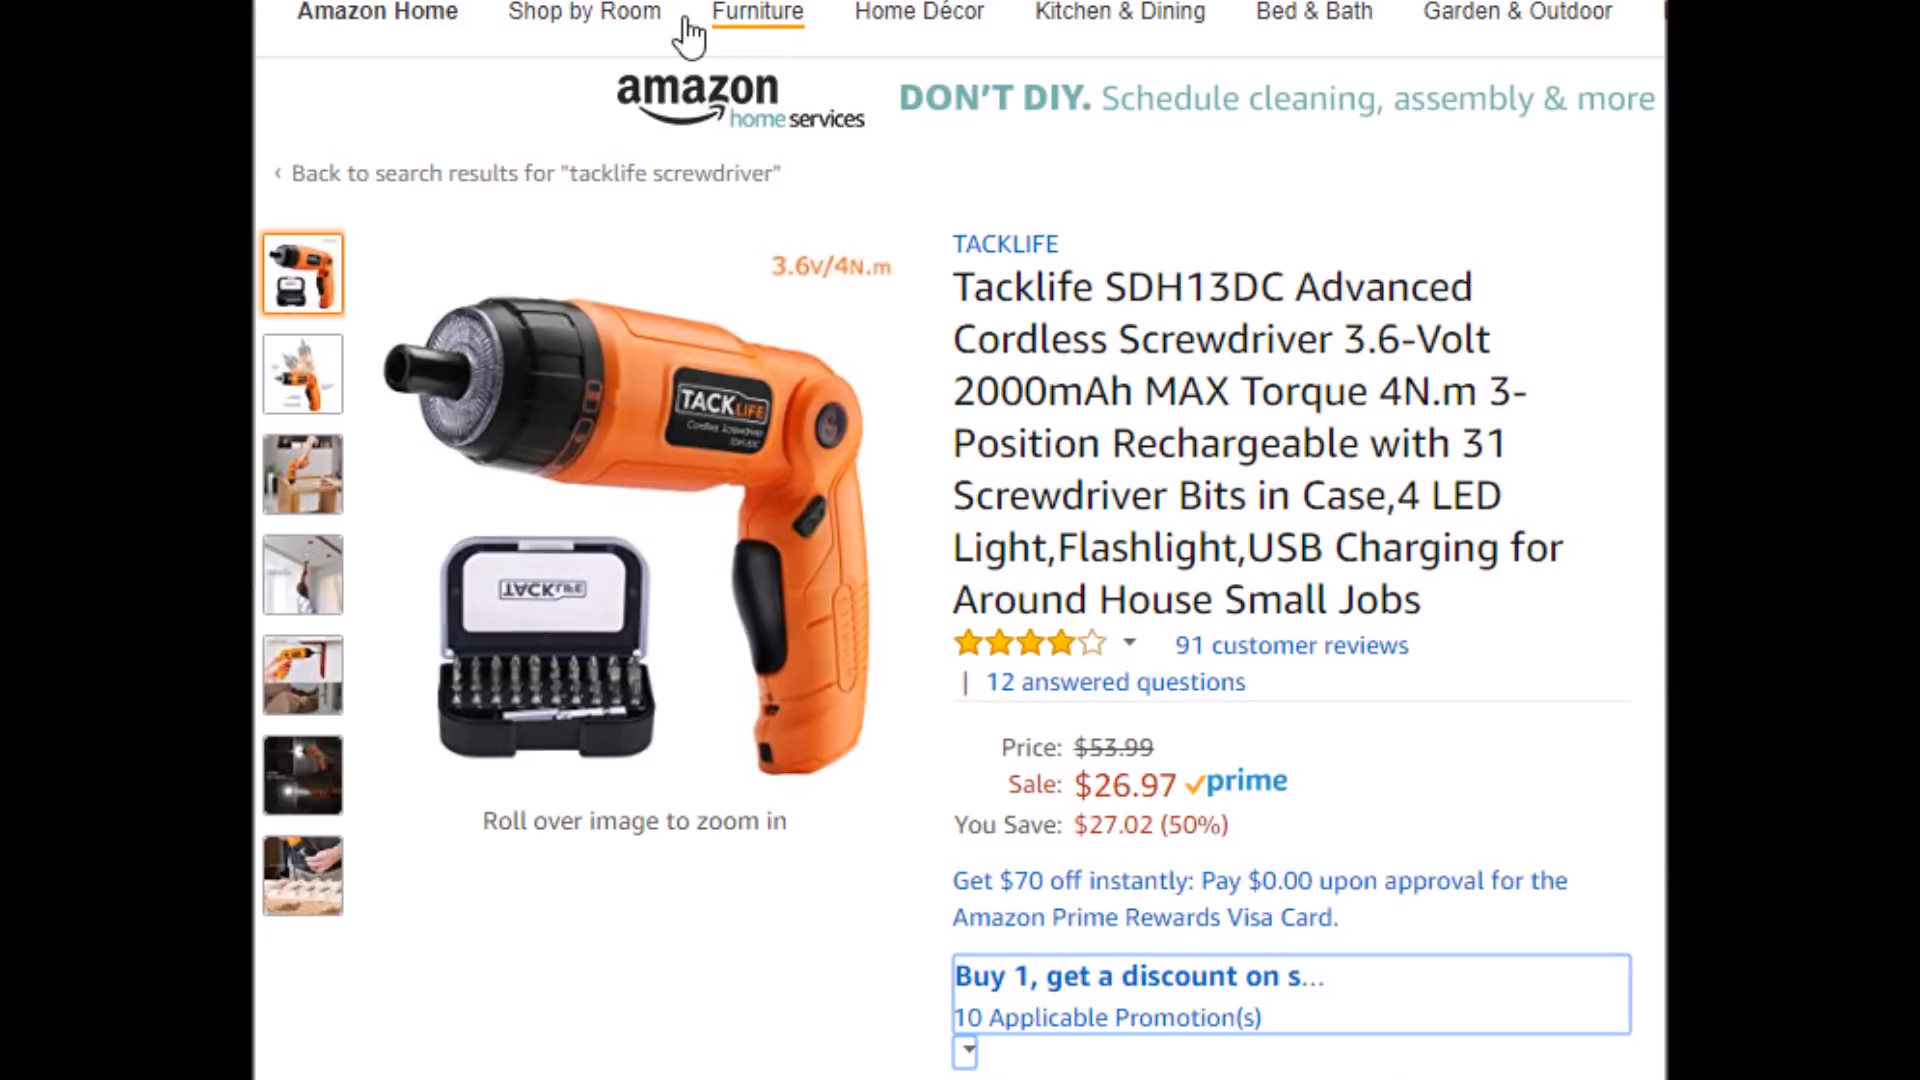 Amazon Home Shop by Room Furniture Home Décor Kitchen & Dining Bed & Bath Garden & Outdoor
amazon
home services
DON'T DIY. Schedule cleaning, assembly & more
‹ Back to search results for "tacklife screwdriver"
3.6V/4N.m
TACKLIFE
Cordless Screwdriver
TACKLIFE
Roll over image to zoom in
TACKLIFE
Tacklife SDH13DC Advanced
Cordless Screwdriver 3.6-Volt
2000mAh MAX Torque 4N.m 3-
Position Rechargeable with 31
Screwdriver Bits in Case,4 LED
Light,Flashlight,USB Charging for
Around House Small Jobs
91 customer reviews
| 12 answered questions
Price: $53.99
Sale: $26.97 prime
You Save: $27.02 (50%)
Get $70 off instantly: Pay $0.00 upon approval for the
Amazon Prime Rewards Visa Card.
Buy 1, get a discount on s...
10 Applicable Promotion(s)